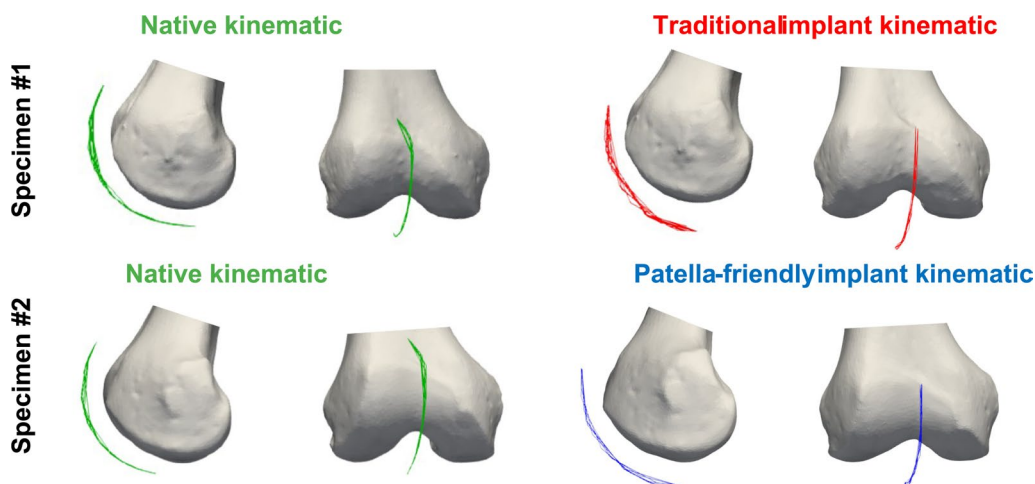 Native kinematic
Traditionalimplant kinematic
Specimen #1
Native kinematic
Patella-friendlyimplant kinematic
Specimen #2